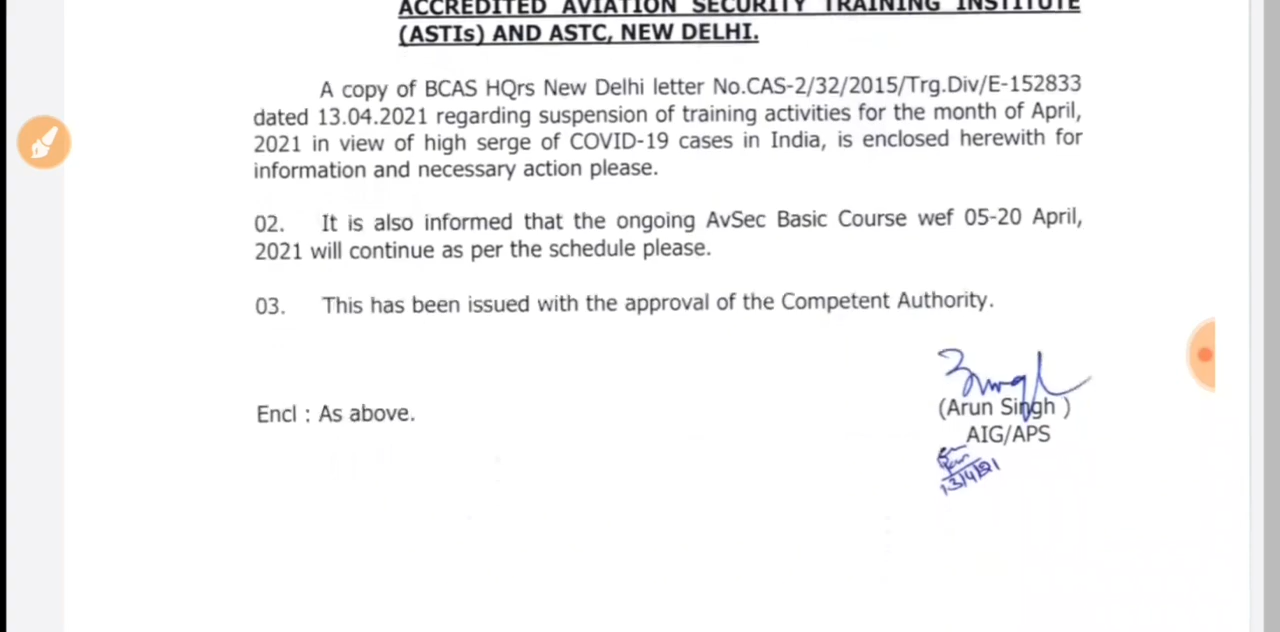 ACCREDITED AVIATION SECURITY TRAINING INSTITUTE
(ASTIs) AND ASTC, NEW DELHI.
A copy of BCAS HQrs New Delhi letter No.CAS-2/32/2015/Trg.Div/E-152833
dated 13.04.2021 regarding suspension of training activities for the month of April,
2021 in view of high serge of COVID-19 cases in India, is enclosed herewith for
information and necessary action please.
02. It is also informed that the ongoing AvSec Basic Course wef 05-20 April,
2021 will continue as per the schedule please.
03. This has been issued with the approval of the Competent Authority.
Encl : As above.
(Arun Singh )
AIG/APS
13/4/21